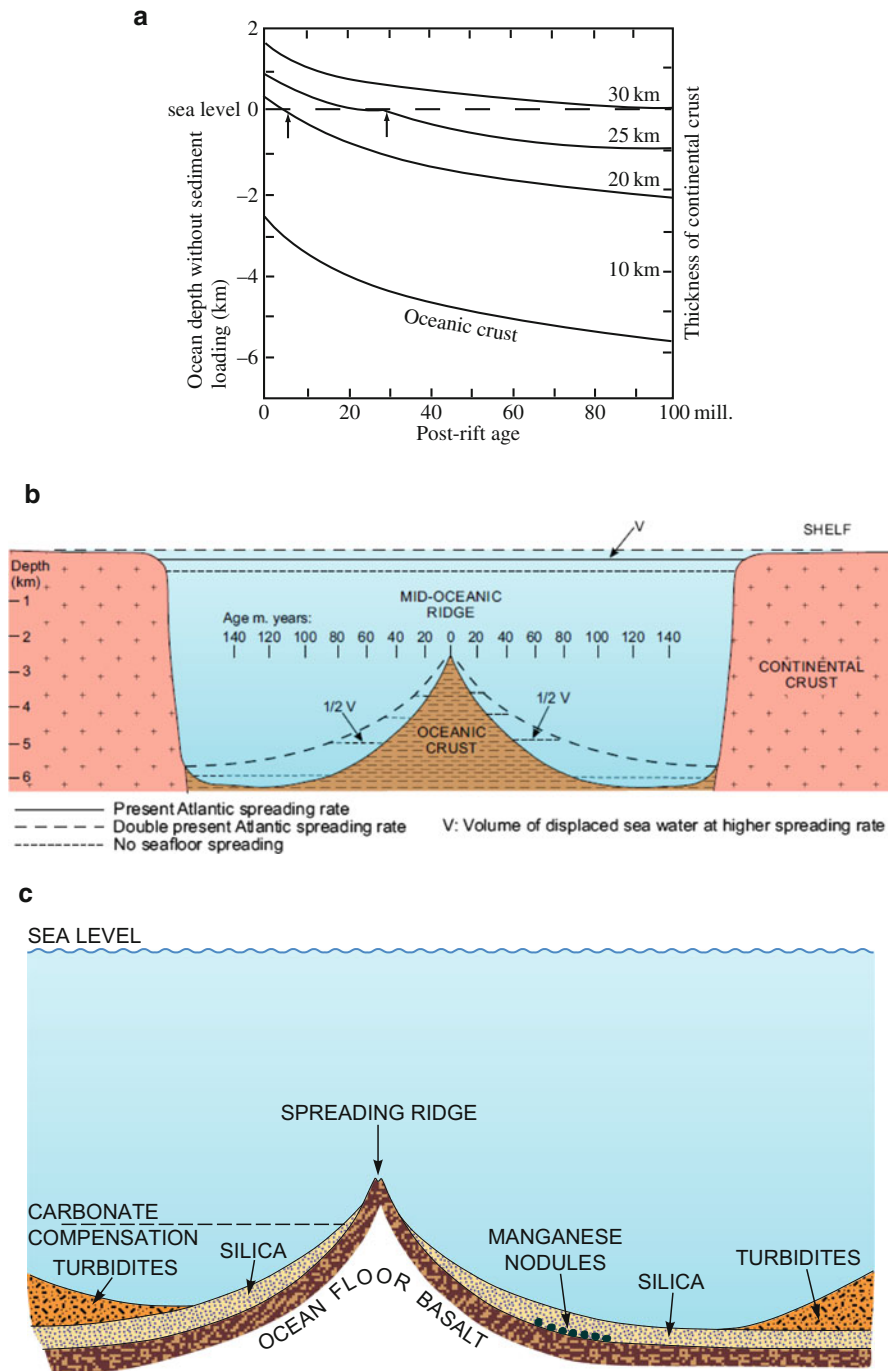 a
2
sea level 0
−2
−4
−6
Ocean depth without sediment
loading (km)
30 km
25 km
20 km
10 km
Oceanic crust
Thickness of continental crust
0 20 40 60 80 100 mill.
Post-rift age
b
V
SHELF
Depth
(km)
1
2
3
4
5
6
MID-OCEANIC
RIDGE
Age m. years:
140 120 100 80 60 40 20 0 20 40 60 80 100 120 140
1/2 V
1/2 V
OCEANIC
CRUST
CONTINENTAL
CRUST
Present Atlantic spreading rate
Double present Atlantic spreading rate
No seafloor spreading
V: Volume of displaced sea water at higher spreading rate
c
SEA LEVEL
SPREADING RIDGE
CARBONATE
COMPENSATION
TURBIDITES
SILICA
MANGANESE
NODULES
SILICA
TURBIDITES
OCEAN FLOOR BASALT